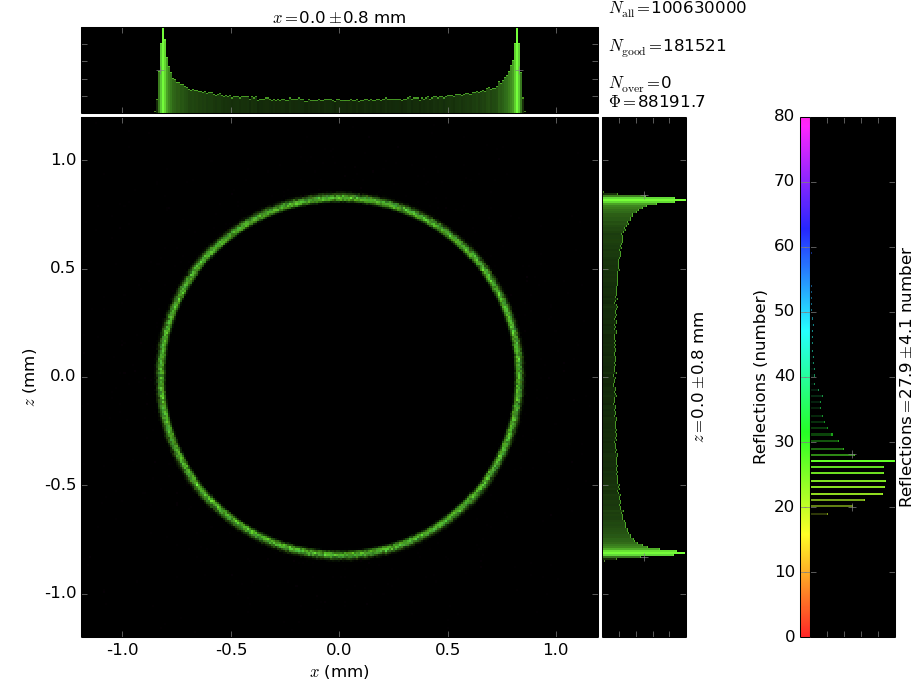 x=0.0 ±0.8 mm
N_all=100630000
N_good=181521
N_over=0
Φ=88191.7
1.0
0.5
0.0
-0.5
-1.0
z (mm)
-1.0 -0.5 0.0 0.5 1.0
x (mm)
z=0.0±0.8 mm
80
70
60
50
40
30
20
10
0
Reflections (number)
Reflections=27.9±4.1 number